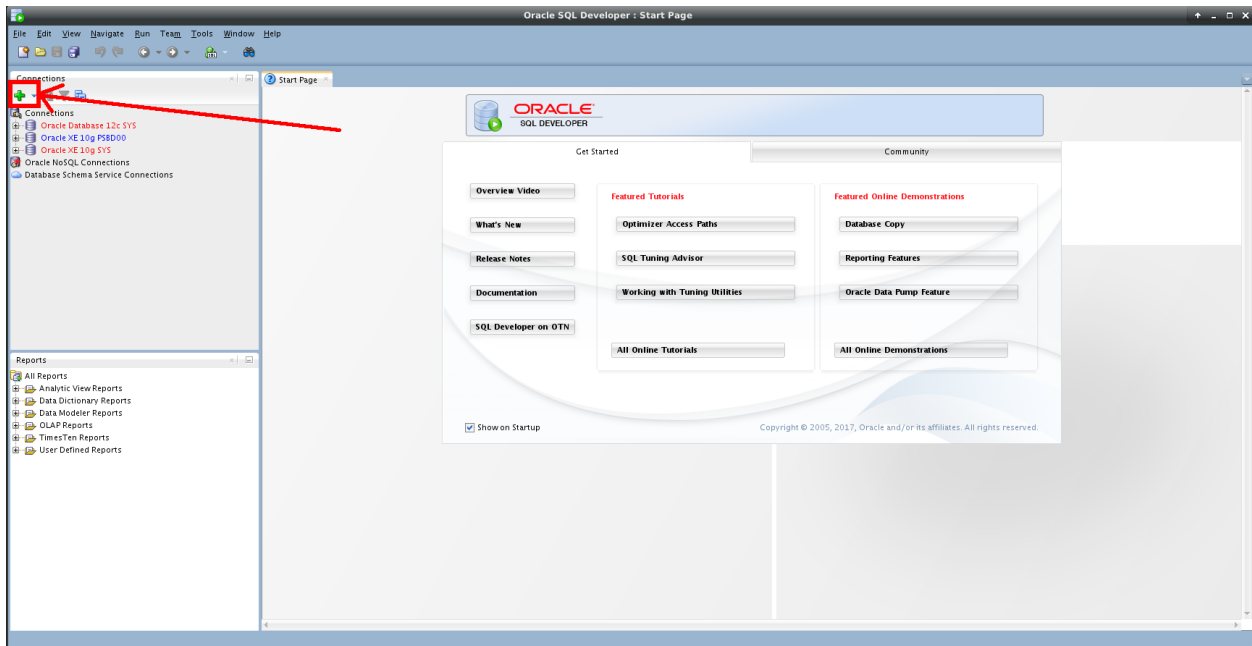 Oracle SQL Developer : Start Page
File Edit View Navigate Run Team Tools Window Help
Connections
Start Page
Connections
Oracle Database 12c SYS
Oracle XE 10g PSBD00
Oracle XE 10g SYS
Oracle NoSQL Connections
Database Schema Service Connections
ORACLE
SQL DEVELOPER
Get Started
Community
Overview Video
What's New
Release Notes
Documentation
SQL Developer on OTN
Featured Tutorials
Optimizer Access Paths
SQL Tuning Advisor
Working with Tuning Utilities
All Online Tutorials
Featured Online Demonstrations
Database Copy
Reporting Features
Oracle Data Pump Feature
All Online Demonstrations
Show on Startup
Copyright © 2005, 2017, Oracle and/or its affiliates. All rights reserved.
Reports
All Reports
Analytic View Reports
Data Dictionary Reports
Data Modeler Reports
OLAP Reports
TimesTen Reports
User Defined Reports